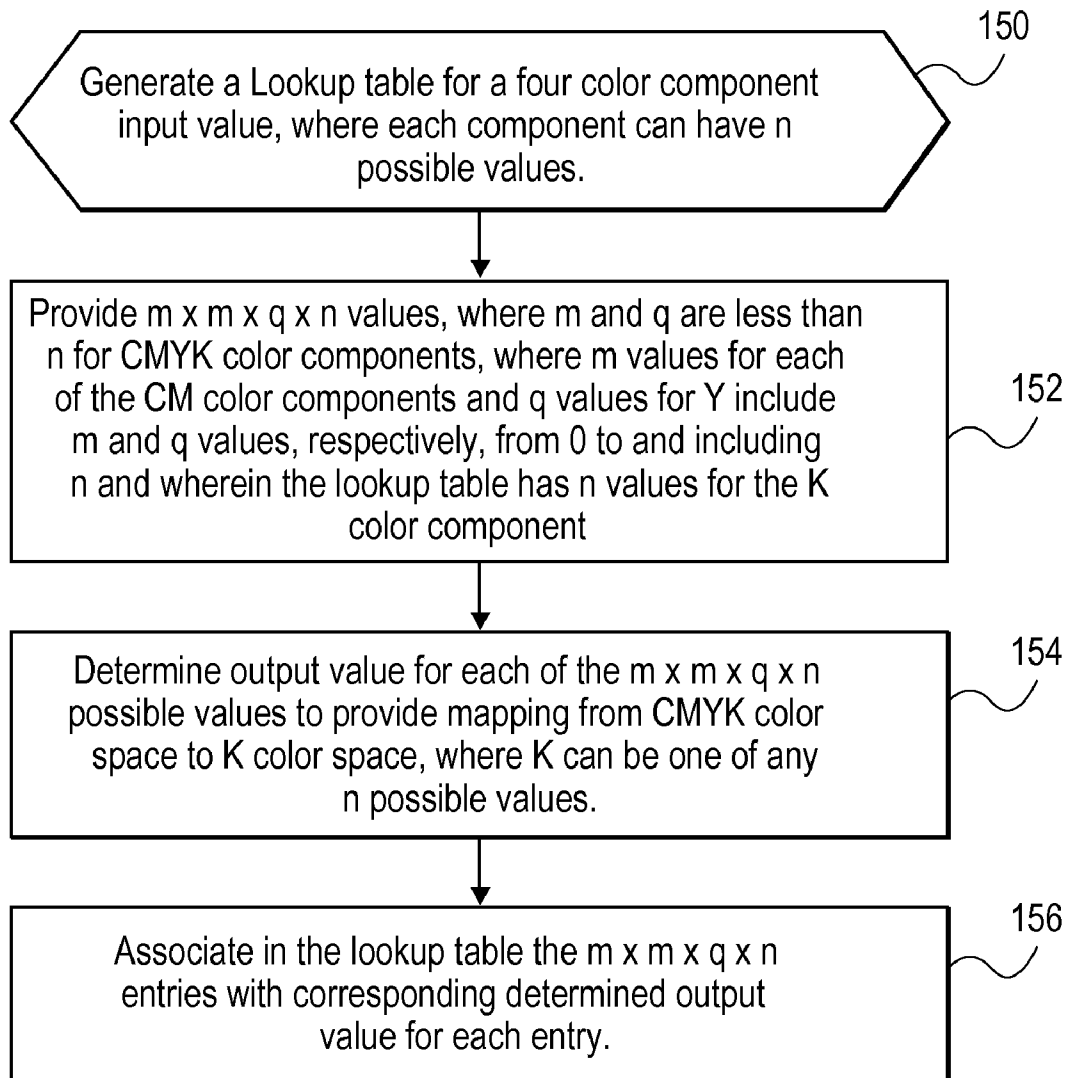 150
Generate a Lookup table for a four color component
input value, where each component can have n
possible values.
Provide m x m x q x n values, where m and q are less than
n for CMYK color components, where m values for each
of the CM color components and q values for Y include
m and q values, respectively, from 0 to and including
n and wherein the lookup table has n values for the K
color component
152
Determine output value for each of the m x m x q x n
possible values to provide mapping from CMYK color
space to K color space, where K can be one of any
n possible values.
154
Associate in the lookup table the m x m x q x n
entries with corresponding determined output
value for each entry.
156